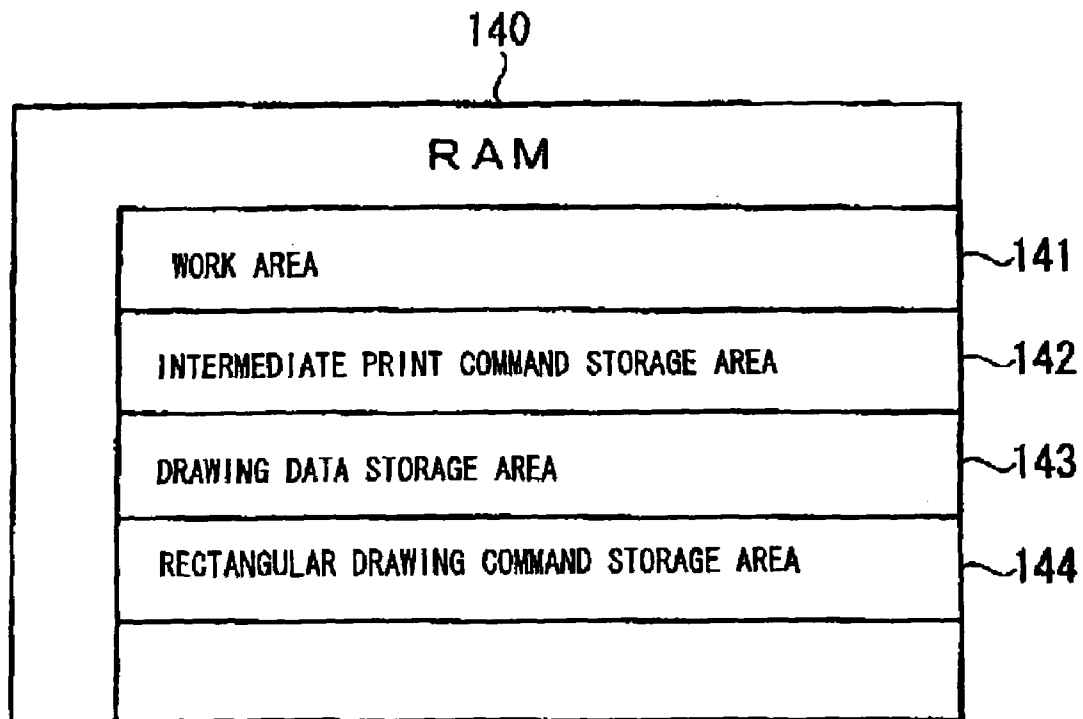 140
RAM
WORK AREA 141
INTERMEDIATE PRINT COMMAND STORAGE AREA 142
DRAWING DATA STORAGE AREA 143
RECTANGULAR DRAWING COMMAND STORAGE AREA 144